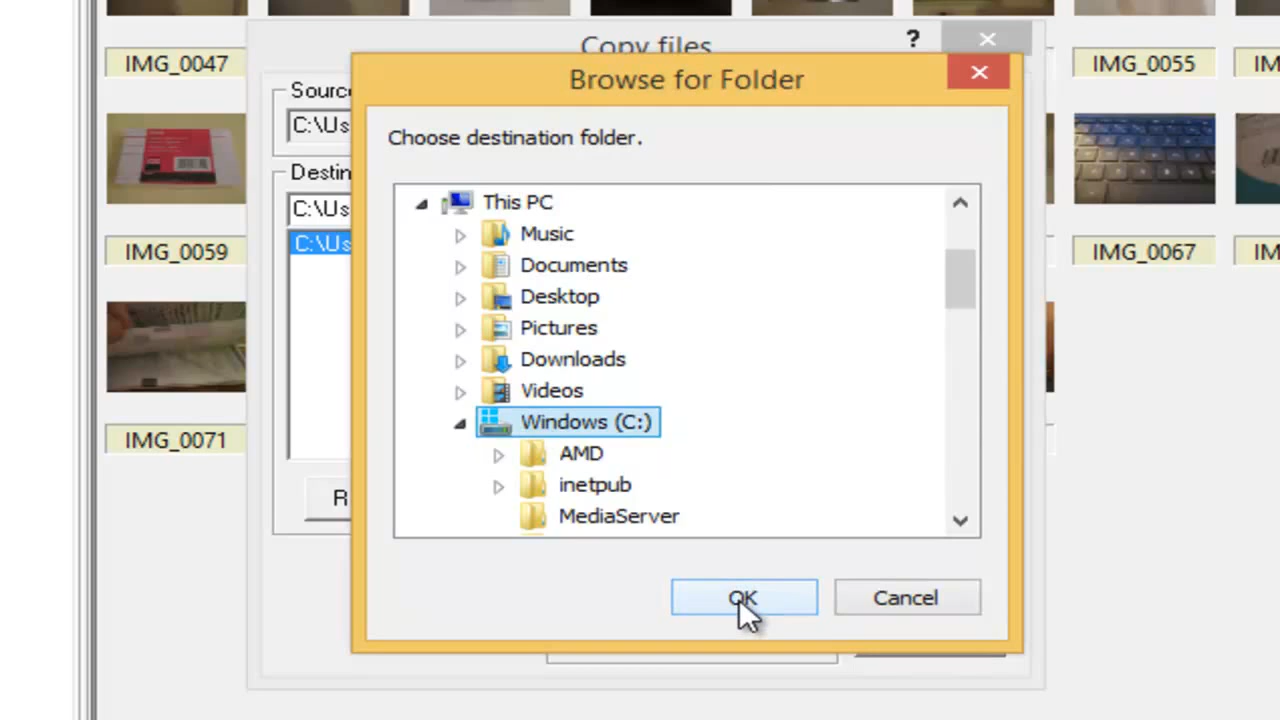 IMG_0047
Copy files
?
IMG_0055
IM
Browse for Folder
Source
C:\Us
Choose destination folder.
Destin
C:\Us
C:\Us
This PC
Music
Documents
Desktop
Pictures
Downloads
Videos
Windows (C:)
AMD
inetpub
MediaServer
IMG_0059
IMG_0067
IM
IMG_0071
R
OK
Cancel